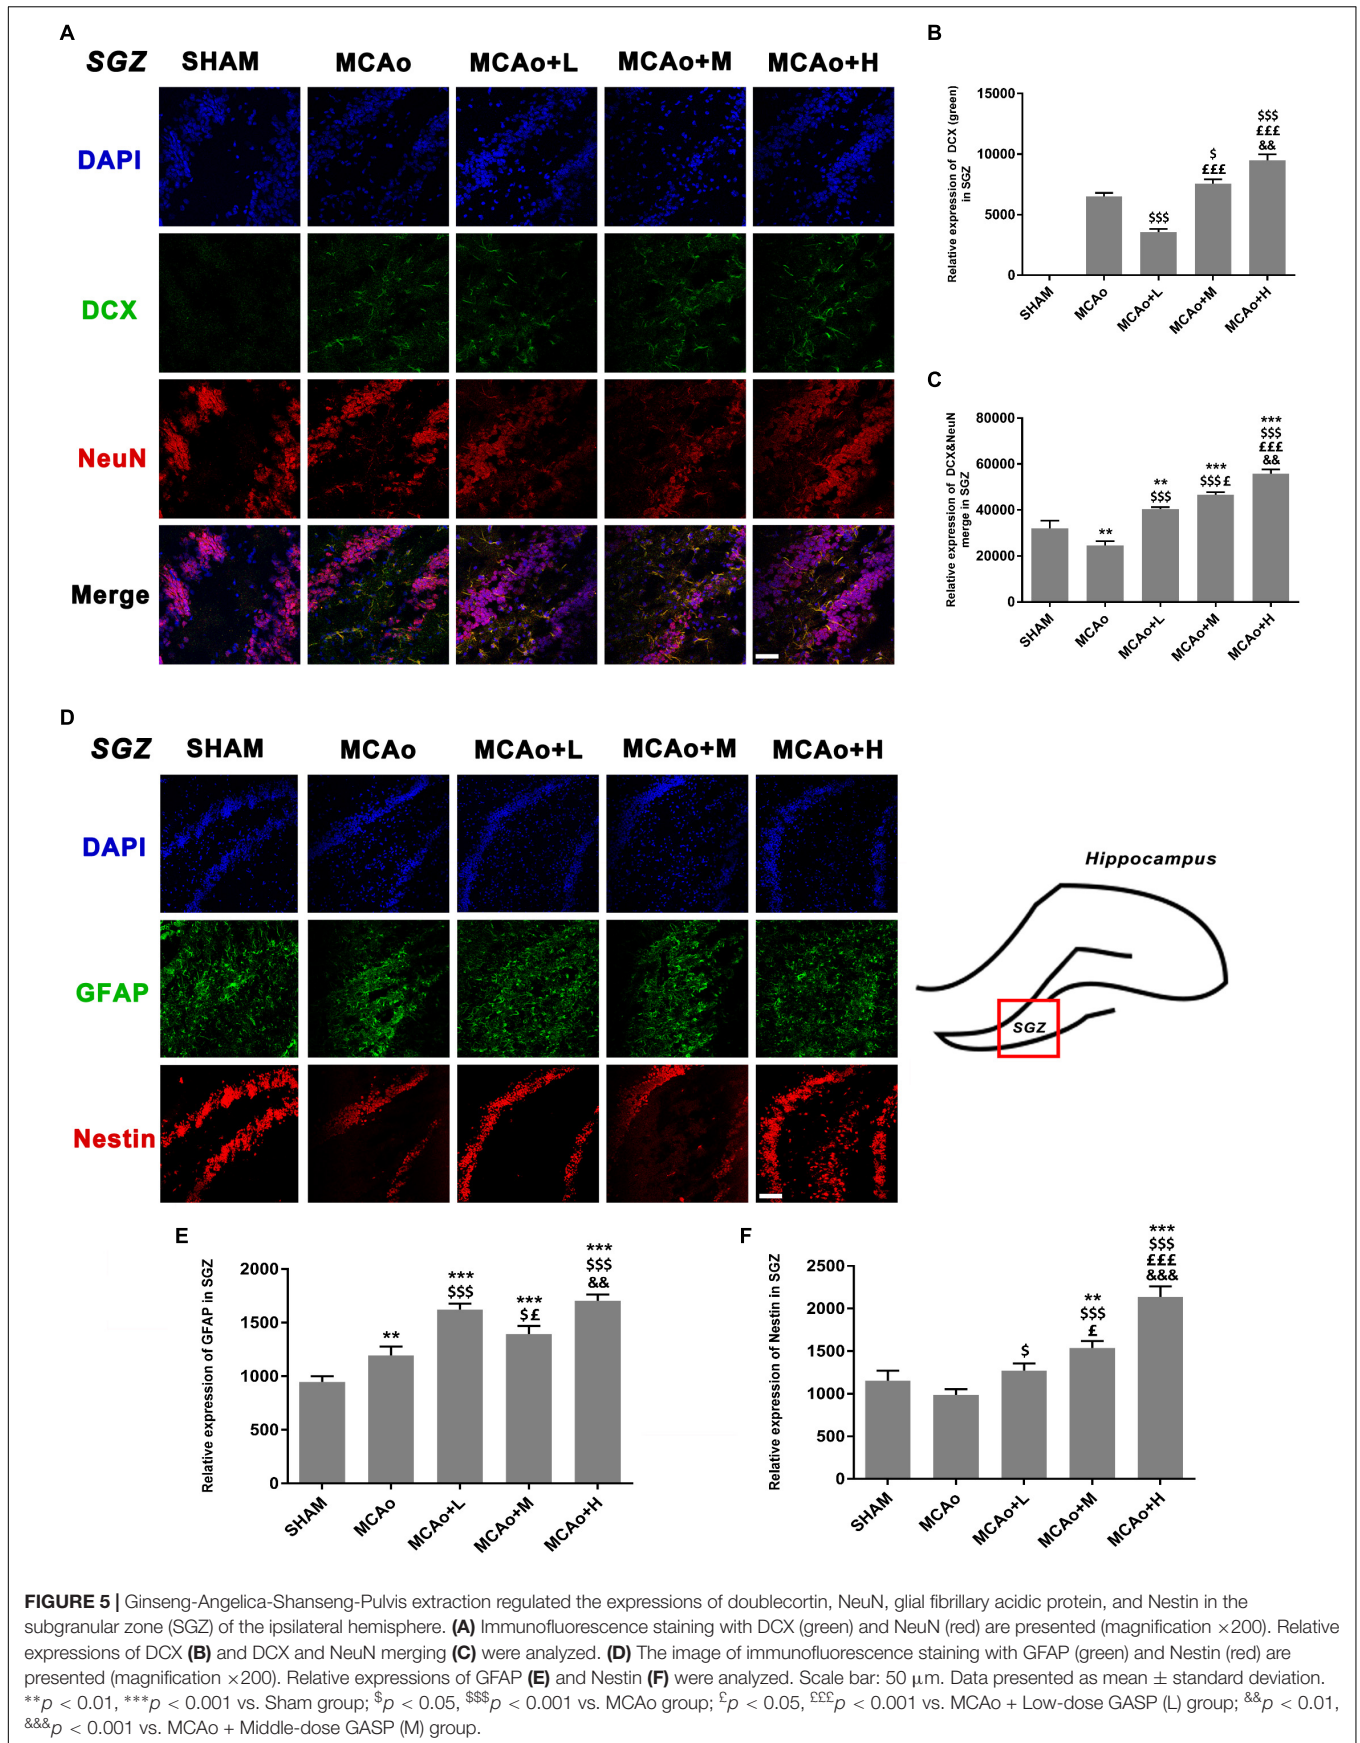 A
SGZ SHAM MCAo MCAo+L MCAo+M MCAo+H
DAPI
DCX
NeuN
Merge
B
Relative expression of DCX (green)
in SGZ
15000
10000
5000
0
$$$
£££
$$$
$
£££
&&
SHAM MCAo MCAo+L MCAo+M MCAo+H
C
Relative expression of DCX&NeuN
merge in SGZ
80000
60000
40000
20000
0
**
**
$$$
***
$$$ £
***
$$$
£££
&&
SHAM MCAo MCAo+L MCAo+M MCAo+H
D
SGZ SHAM MCAo MCAo+L MCAo+M MCAo+H
DAPI
GFAP
Nestin
Hippocampus
SGZ
E
Relative expression of GFAP in SGZ
2000
1500
1000
500
0
**
***
$$$
***
$ £
***
$$$
&&
SHAM MCAo MCAo+L MCAo+M MCAo+H
F
Relative expression of Nestin in SGZ
2500
2000
1500
1000
500
0
$
**
$$$
£
***
$$$
£££
&&&
SHAM MCAo MCAo+L MCAo+M MCAo+H
FIGURE 5 | Ginseng-Angelica-Shanseng-Pulvis extraction regulated the expressions of doublecortin, NeuN, glial fibrillary acidic protein, and Nestin in the
subgranular zone (SGZ) of the ipsilateral hemisphere. (A) Immunofluorescence staining with DCX (green) and NeuN (red) are presented (magnification ×200). Relative
expressions of DCX (B) and DCX and NeuN merging (C) were analyzed. (D) The image of immunofluorescence staining with GFAP (green) and Nestin (red) are
presented (magnification ×200). Relative expressions of GFAP (E) and Nestin (F) were analyzed. Scale bar: 50 μm. Data presented as mean ± standard deviation.
**p < 0.01, ***p < 0.001 vs. Sham group; $p < 0.05, $$$p < 0.001 vs. MCAo group; £p < 0.05, £££p < 0.001 vs. MCAo + Low-dose GASP (L) group; &&p < 0.01,
&&&p < 0.001 vs. MCAo + Middle-dose GASP (M) group.